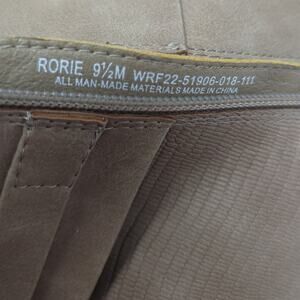 RORIE 9½M WRF22-51906-018-111
ALL MAN-MADE MATERIALS MADE IN CHINA